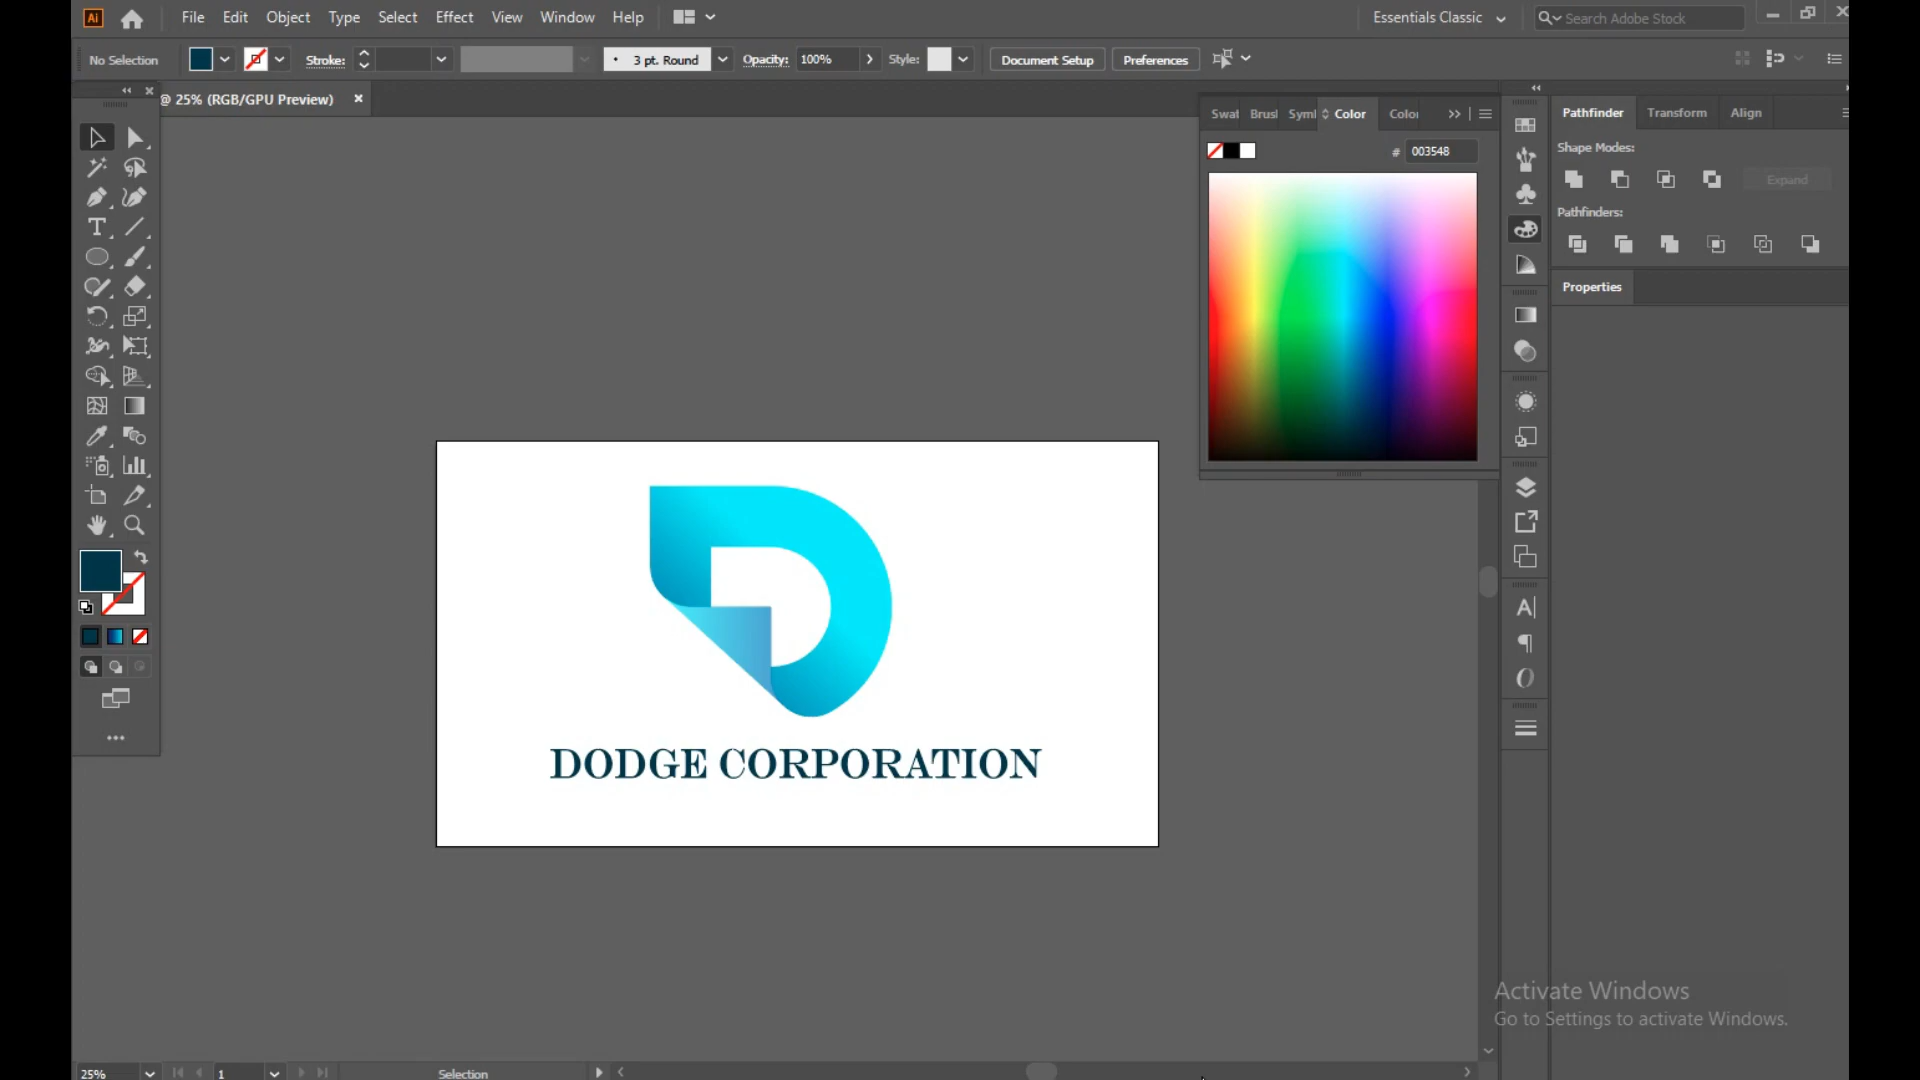 Ai File Edit Object Type Select Effect View Window Help Essentials Classic Search Adobe Stock
No Selection Stroke: 3 pt. Round Opacity: 100% Style: Document Setup Preferences
@ 25% (RGB/GPU Preview)
Swat Brusl Syml Color Color
# 003548
Pathfinder Transform Align
Shape Modes:
Expand
Pathfinders:
Properties
DODGE CORPORATION
Activate Windows
Go to Settings to activate Windows.
25% 1 Selection